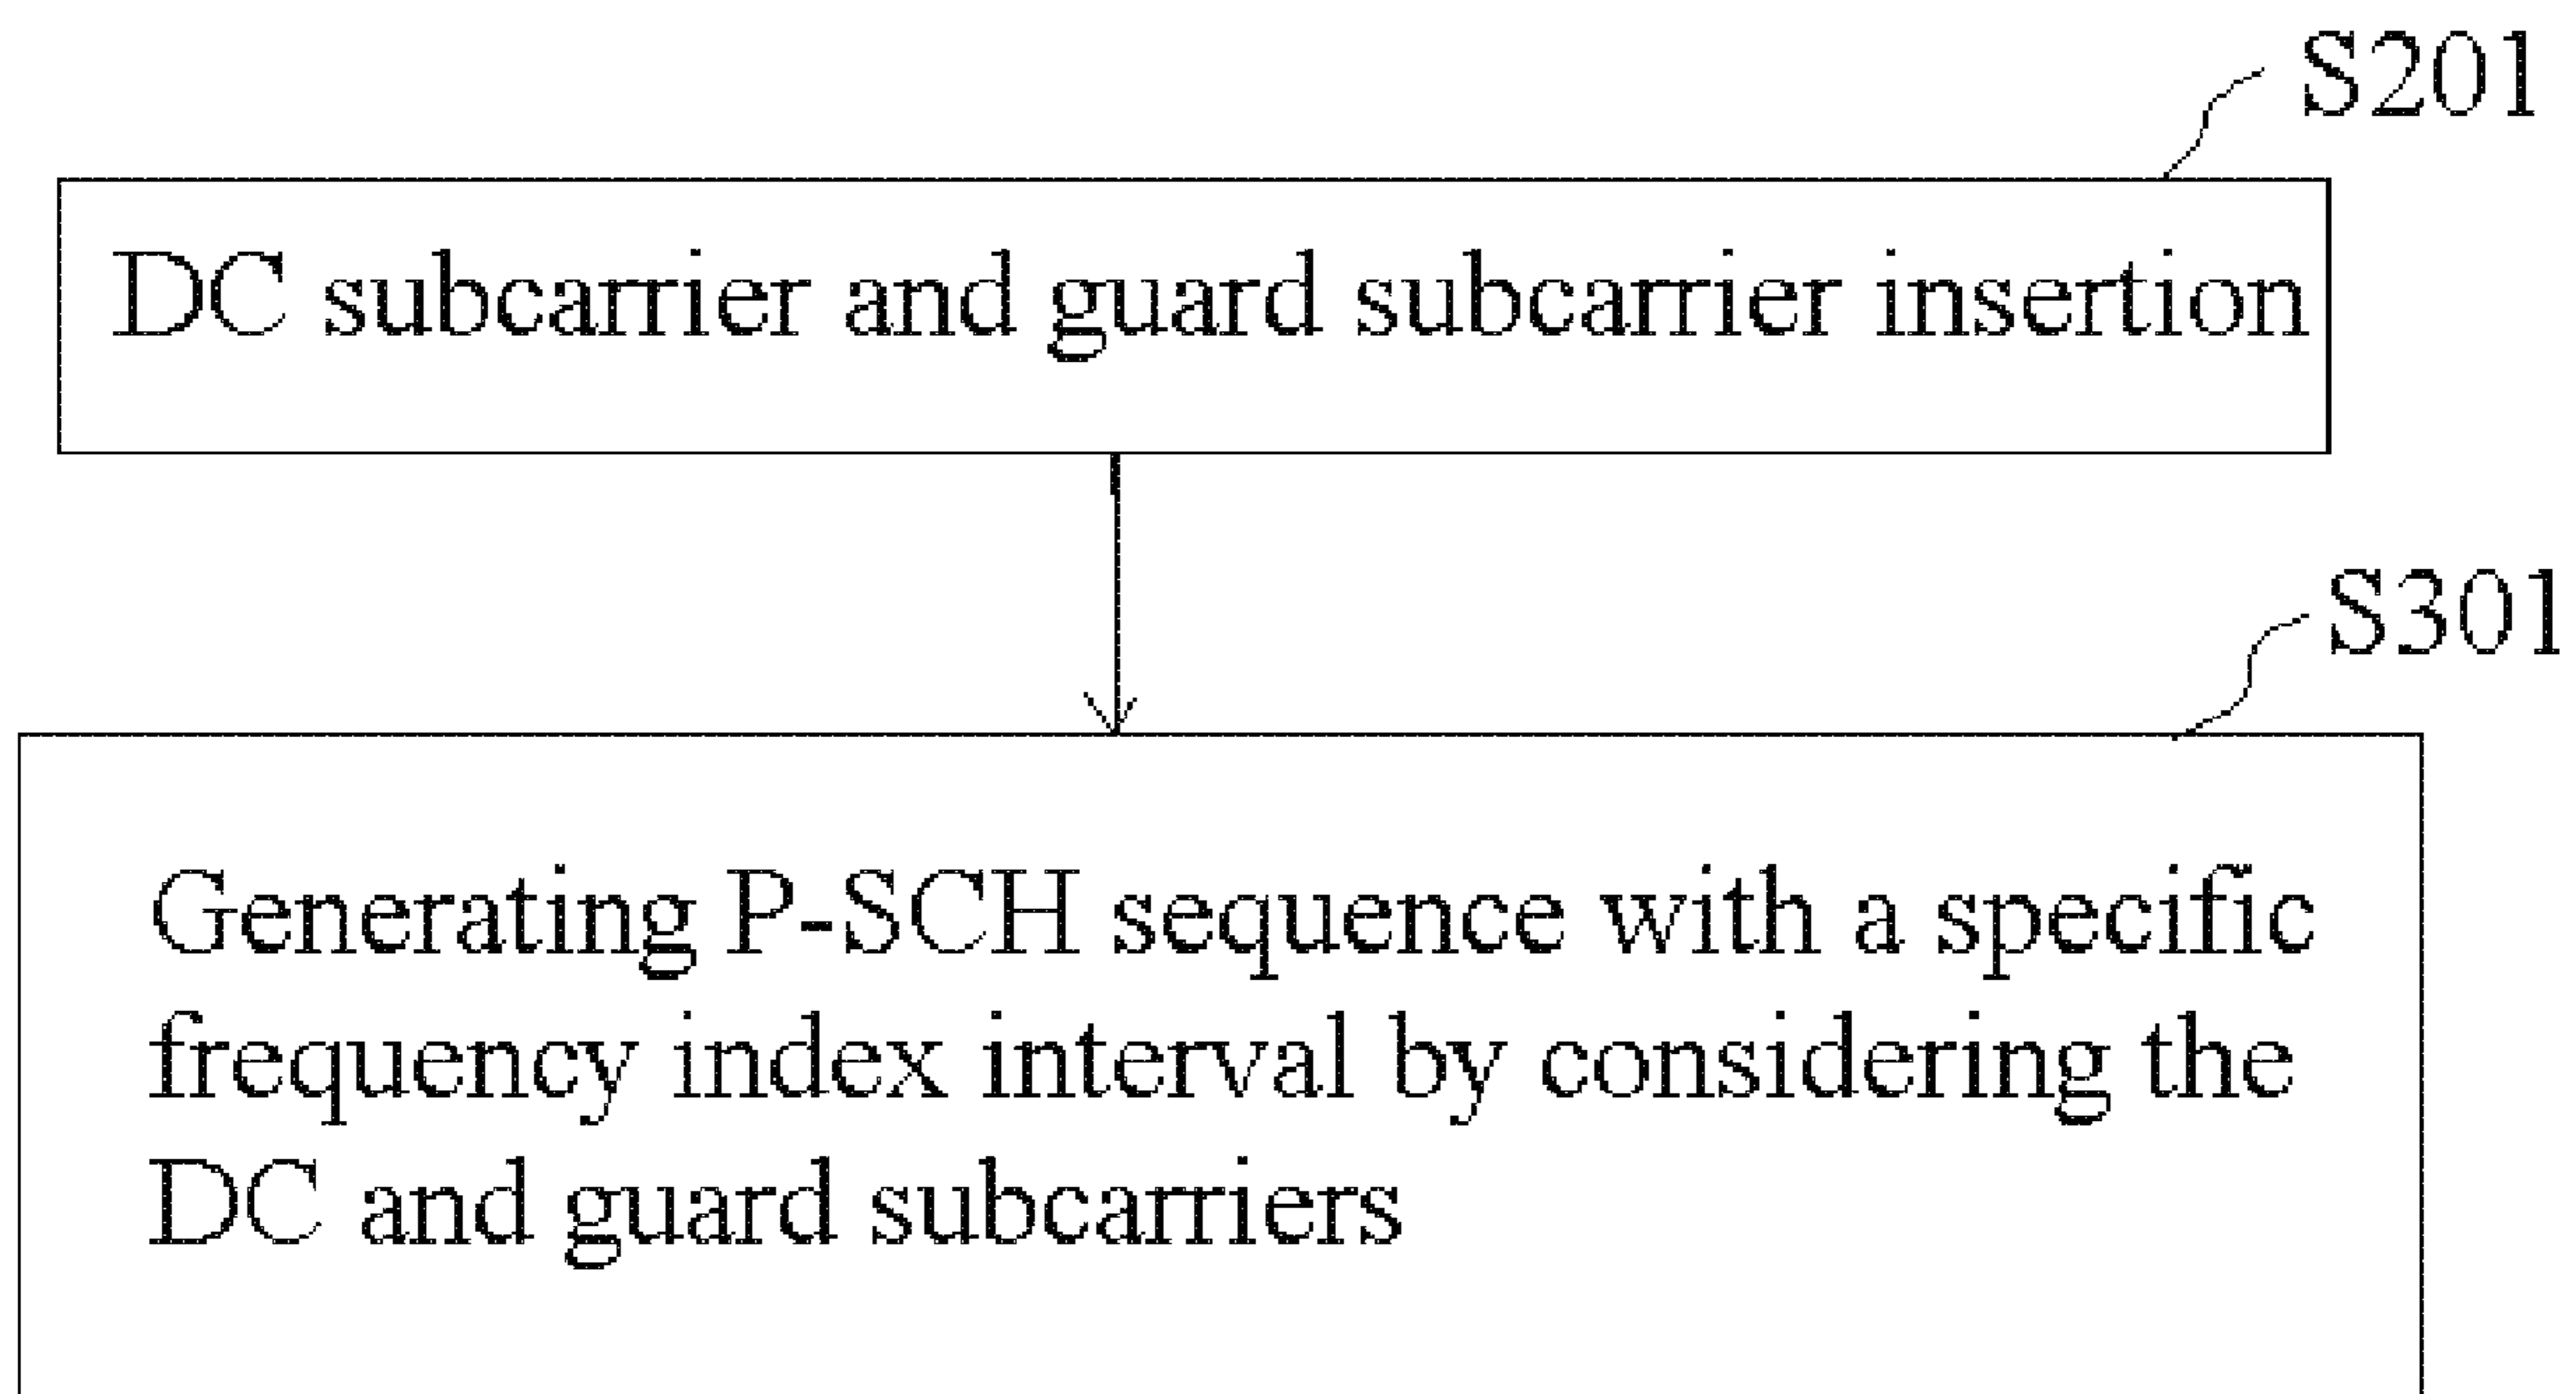 S201
DC subcarrier and guard subcarrier insertion
S301
Generating P-SCH sequence with a specific
frequency index interval by considering the
DC and guard subcarriers